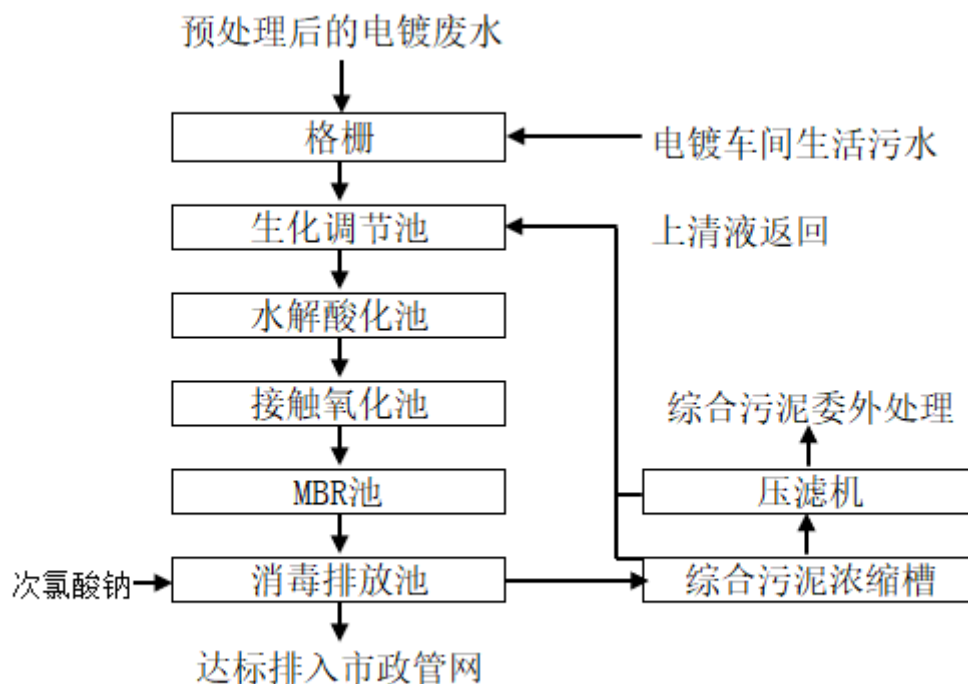 预处理后的电镀废水
格栅
电镀车间生活污水
生化调节池
上清液返回
水解酸化池
接触氧化池
综合污泥委外处理
MBR池
压滤机
次氯酸钠
消毒排放池
综合污泥浓缩槽
达标排入市政管网